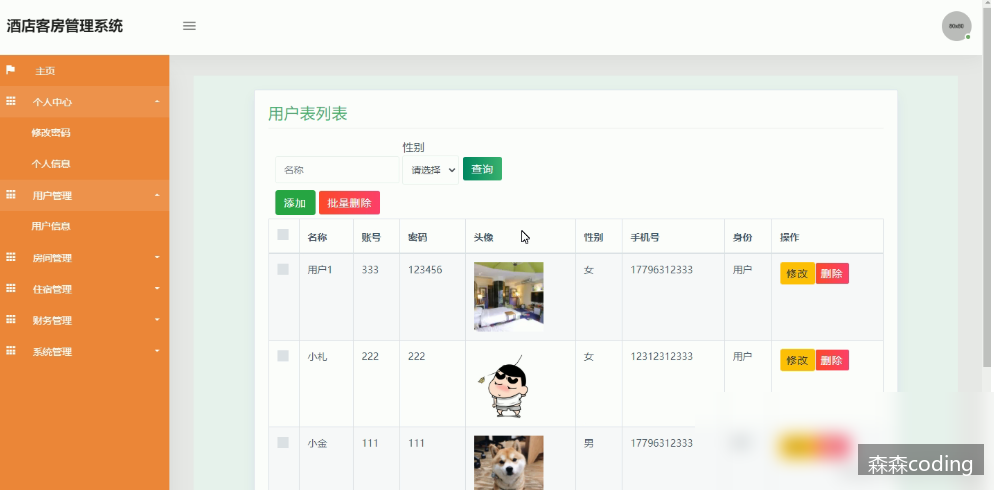 酒店客房管理系统
主页
个人中心
修改密码
个人信息
用户管理
用户信息
房间管理
住宿管理
财务管理
系统管理
用户表列表
性别
名称 请选择 查询
添加 批量删除
名称 账号 密码 头像 性别 手机号 身份 操作
用户1 333 123456 女 17796312333 用户 修改 删除
小札 222 222 女 12312312333 用户 修改 删除
小金 111 111 男 17796312333
森森coding